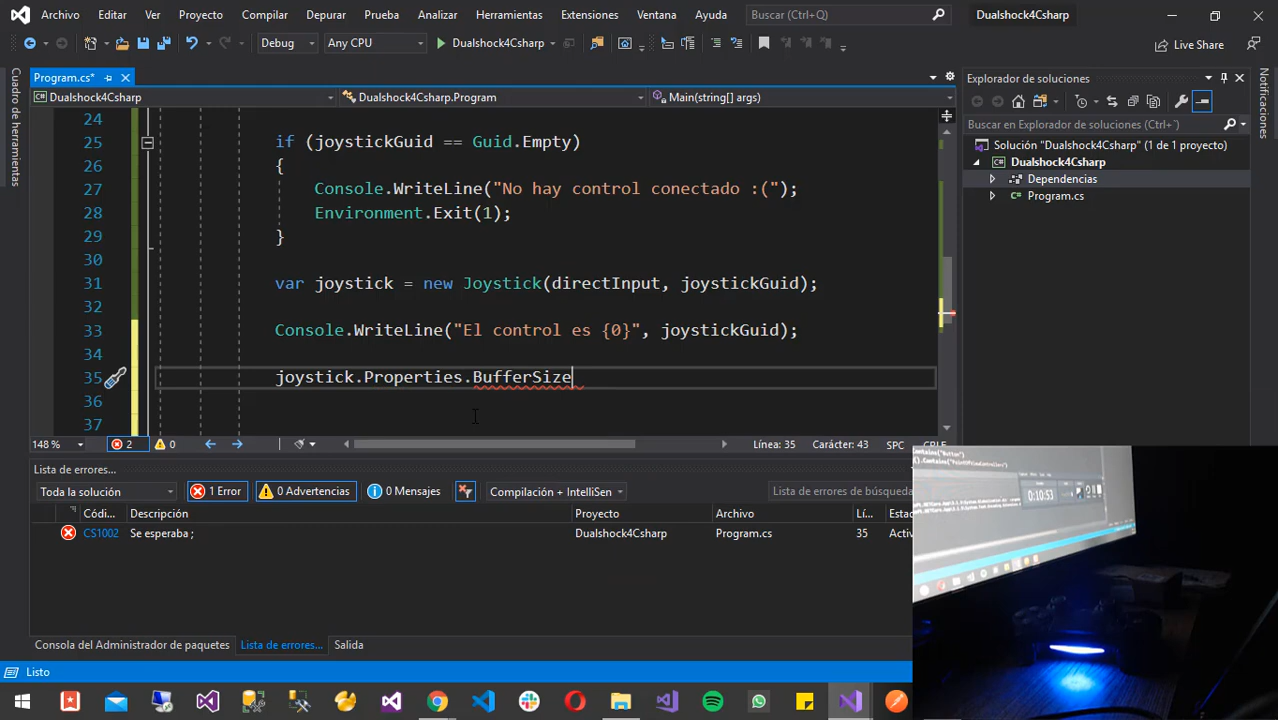 Archivo Editar Ver Proyecto Compilar Depurar Prueba Analizar Herramientas Extensiones Ventana Ayuda Buscar (Ctrl+Q) Dualshock4Csharp
Debug Any CPU Dualshock4Csharp Live Share
Cuadro de herramientas
Program.cs*
Dualshock4Csharp Dualshock4Csharp.Program Main(string[] args)
24
25 if (joystickGuid == Guid.Empty)
26 {
27 Console.WriteLine("No hay control conectado :(");
28 Environment.Exit(1);
29 }
30
31 var joystick = new Joystick(directInput, joystickGuid);
32
33 Console.WriteLine("El control es {0}", joystickGuid);
34
35 joystick.Properties.BufferSize
36
37
148 % 2 0 Línea: 35 Carácter: 43 SPC CRLF
Explorador de soluciones
Buscar en Explorador de soluciones (Ctrl+´)
Solución "Dualshock4Csharp" (1 de 1 proyecto)
Dualshock4Csharp
Dependencias
Program.cs
Notificaciones
Lista de errores...
Toda la solución 1 Error 0 Advertencias 0 Mensajes Compilación + IntelliSen Lista de errores de búsqueda
Códi... Descripción Proyecto Archivo Lí... Estac
CS1002 Se esperaba ; Dualshock4Csharp Program.cs 35 Activ
0:10:53
Consola del Administrador de paquetes Lista de errores... Salida
Listo